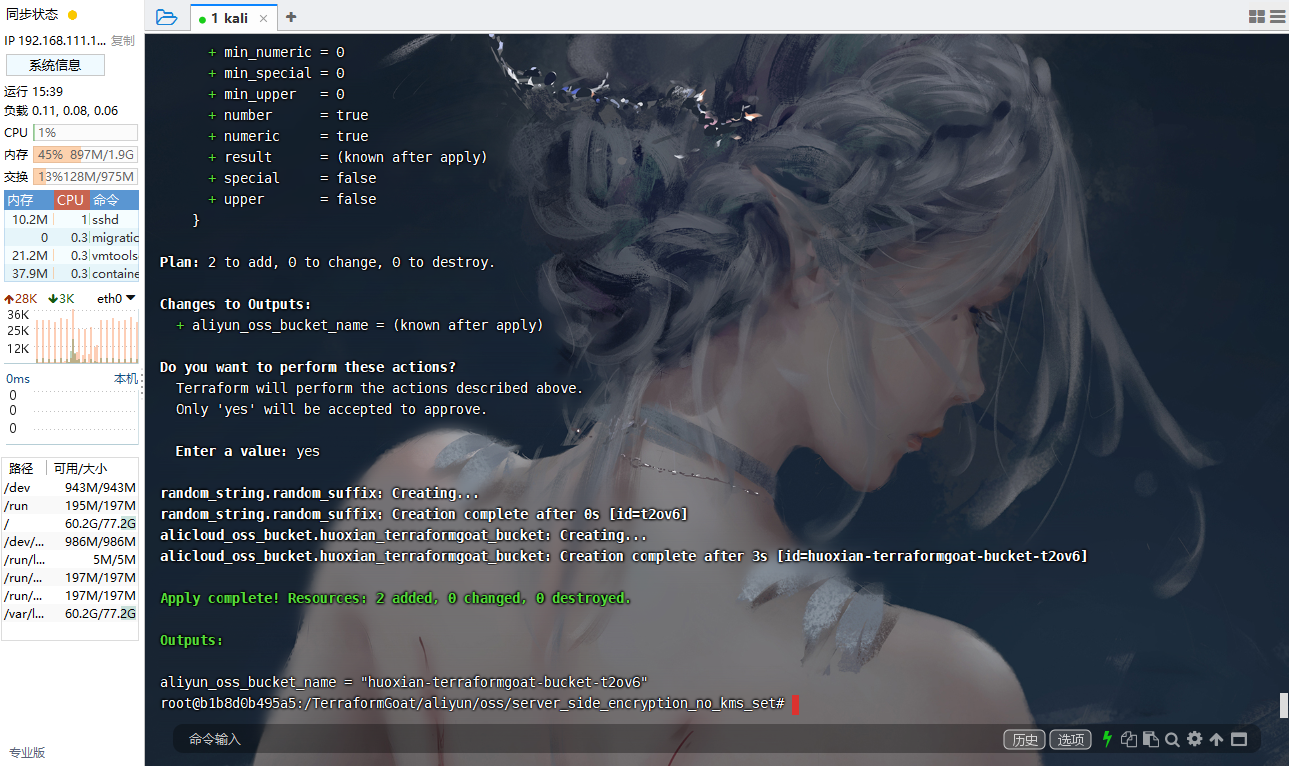 同步状态
IP 192.168.111.1... 复制
系统信息
运行 15:39
负载 0.11, 0.08, 0.06
CPU 1%
内存 45% 897M/1.9G
交换 13% 128M/975M
内存 CPU 命令
10.2M 1 sshd
0 0.3 migratic
21.2M 0.3 vmtools
37.9M 0.3 containe
28K 3K eth0
36K
25K
12K
0ms 本机
0
0
0
路径 可用/大小
/dev 943M/943M
/run 195M/197M
/ 60.2G/77.2G
/dev/... 986M/986M
/run/l... 5M/5M
/run/... 197M/197M
/run/... 197M/197M
/var/l... 60.2G/77.2G
专业版
1 kali
+ min_numeric = 0
+ min_special = 0
+ min_upper = 0
+ number = true
+ numeric = true
+ result = (known after apply)
+ special = false
+ upper = false
}
Plan: 2 to add, 0 to change, 0 to destroy.
Changes to Outputs:
+ aliyun_oss_bucket_name = (known after apply)
Do you want to perform these actions?
Terraform will perform the actions described above.
Only 'yes' will be accepted to approve.
Enter a value: yes
random_string.random_suffix: Creating...
random_string.random_suffix: Creation complete after 0s [id=t2ov6]
alicloud_oss_bucket.huoxian_terraformgoat_bucket: Creating...
alicloud_oss_bucket.huoxian_terraformgoat_bucket: Creation complete after 3s [id=huoxian-terraformgoat-bucket-t2ov6]
Apply complete! Resources: 2 added, 0 changed, 0 destroyed.
Outputs:
aliyun_oss_bucket_name = "huoxian-terraformgoat-bucket-t2ov6"
root@b1b8d0b495a5:/TerraformGoat/aliyun/oss/server_side_encryption_no_kms_set#
命令输入
历史 选项